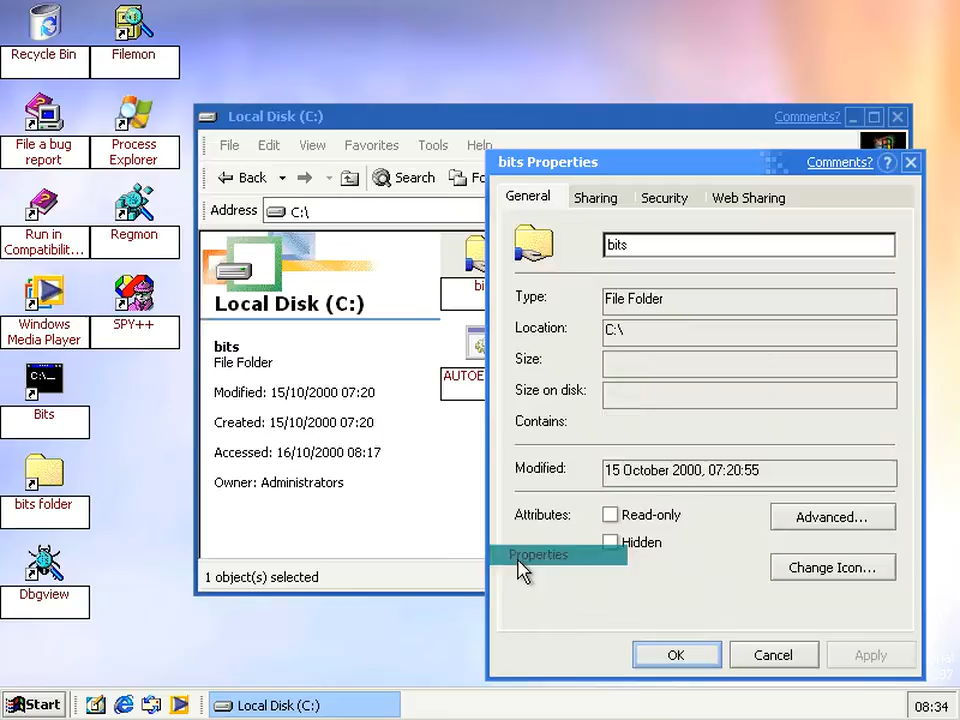 Recycle Bin
Filemon
File a bug
report
Process
Explorer
Run in
Compatibilit...
Regmon
Windows
Media Player
SPY++
C:\_
Bits
bits folder
Dbgview
Local Disk (C:)
Comments?
File Edit View Favorites Tools Help
Back Search
Address C:\
Local Disk (C:)
bits
File Folder
Modified: 15/10/2000 07:20
Created: 15/10/2000 07:20
Accessed: 16/10/2000 08:17
Owner: Administrators
1 object(s) selected
bits Properties
Comments?
General Sharing Security Web Sharing
bits
Type: File Folder
Location: C:\
Size:
Size on disk:
Contains:
Modified: 15 October 2000, 07:20:55
Attributes: Read-only Advanced...
Hidden
Properties
Change Icon...
OK Cancel Apply
Start Local Disk (C:) 08:34